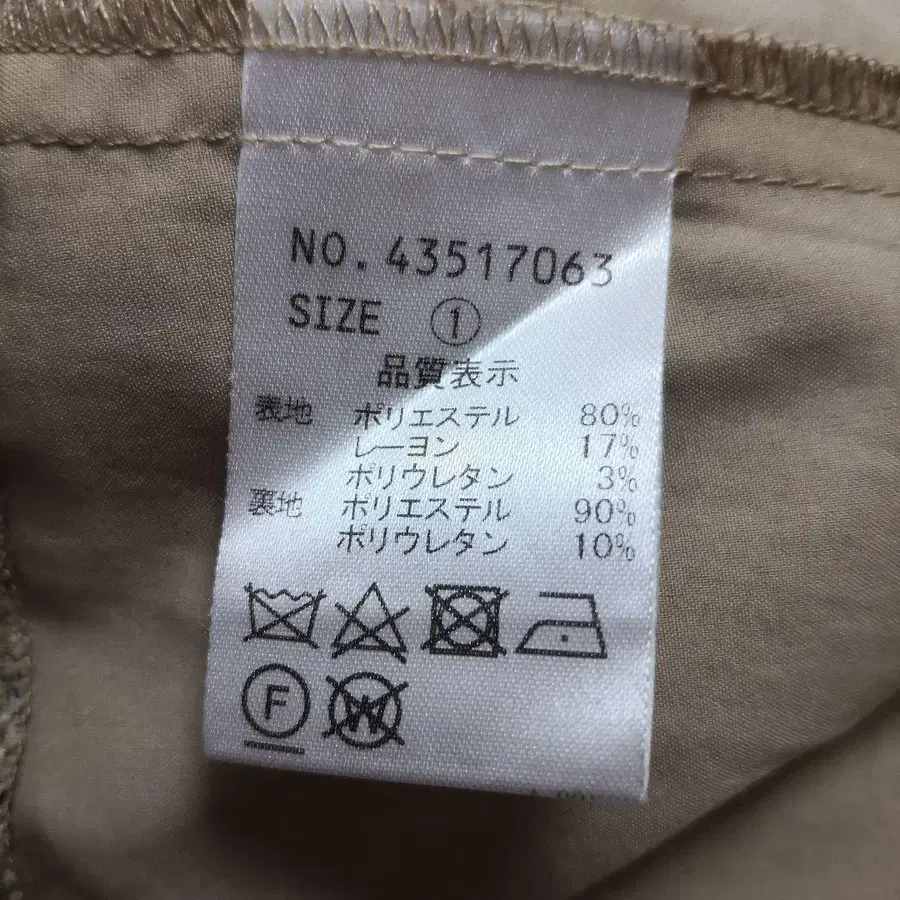 NO. 43517063
SIZE ①
品質表示
表地 ポリエステル 80%
レーヨン 17%
ポリウレタン 3%
裏地 ポリエステル 90%
ポリウレタン 10%
F
W